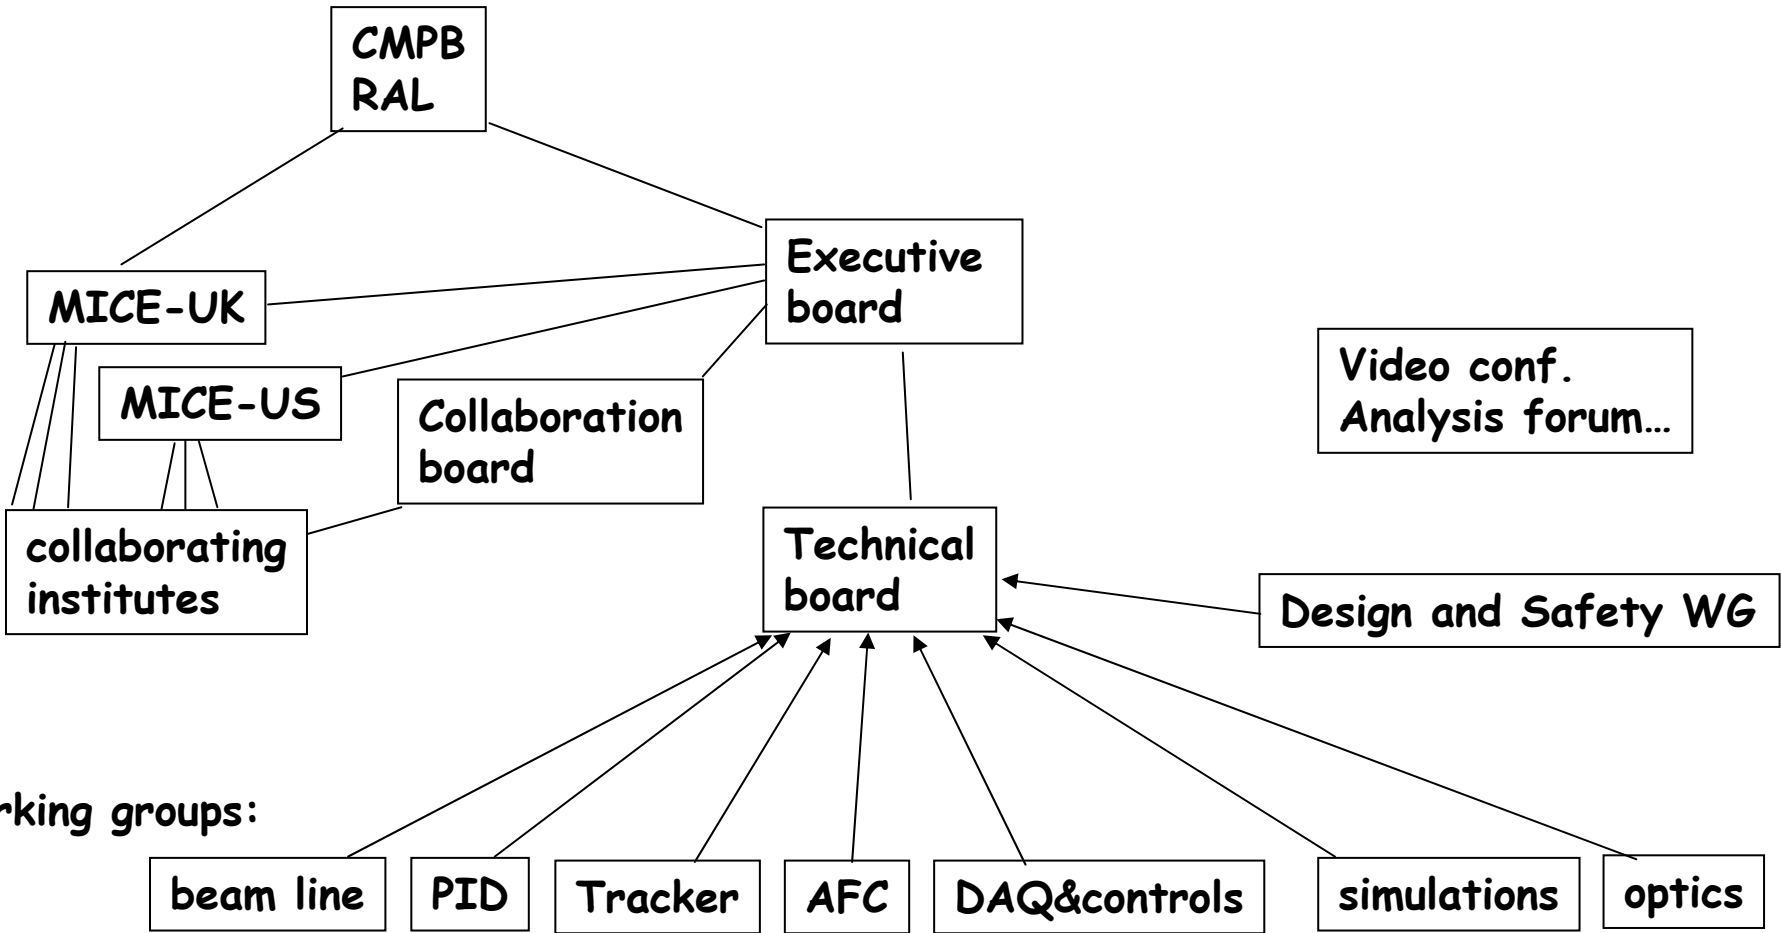 CMPB
RAL
Executive
board
MICE-UK
Video conf.
Analysis forum…
MICE-US
Collaboration
board
collaborating
institutes
Technical
board
Design and Safety WG
rking groups:
beam line
PID
Tracker
AFC
DAQ&controls
simulations
optics